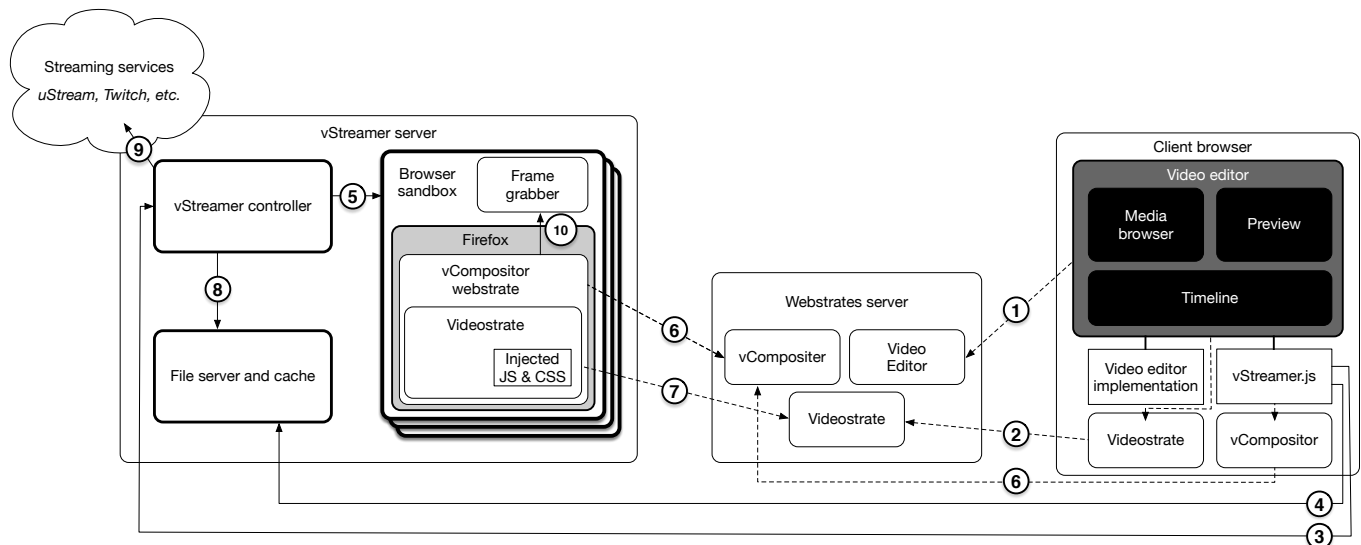 Streaming services
uStream, Twitch, etc.
9
vStreamer server
vStreamer controller
5
8
File server and cache
Browser
sandbox
Frame
grabber
10
Firefox
vCompositor
webstrate
Videostrate
Injected
JS & CSS
6
7
Webstrates server
vCompositer
Video
Editor
Videostrate
1
2
6
Client browser
Video editor
Media
browser
Preview
Timeline
Video editor
implementation
vStreamer.js
Videostrate
vCompositor
4
3